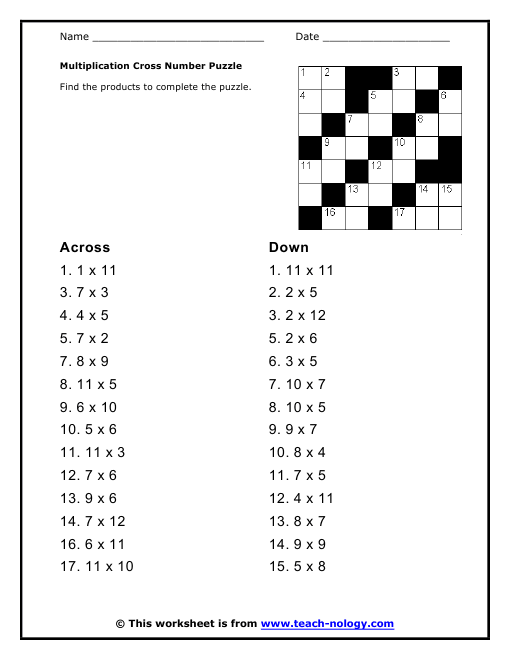 Name ____________________________ Date _____________________
Multiplication Cross Number Puzzle
Find the products to complete the puzzle.
1 2 3
4 5 6
7 8
9 10
11 12
13 14 15
16 17
Across
1. 1 x 11
3. 7 x 3
4. 4 x 5
5. 7 x 2
7. 8 x 9
8. 11 x 5
9. 6 x 10
10. 5 x 6
11. 11 x 3
12. 7 x 6
13. 9 x 6
14. 7 x 12
16. 6 x 11
17. 11 x 10
Down
1. 11 x 11
2. 2 x 5
3. 2 x 12
5. 2 x 6
6. 3 x 5
7. 10 x 7
8. 10 x 5
9. 9 x 7
10. 8 x 4
11. 7 x 5
12. 4 x 11
13. 8 x 7
14. 9 x 9
15. 5 x 8
© This worksheet is from www.teach-nology.com